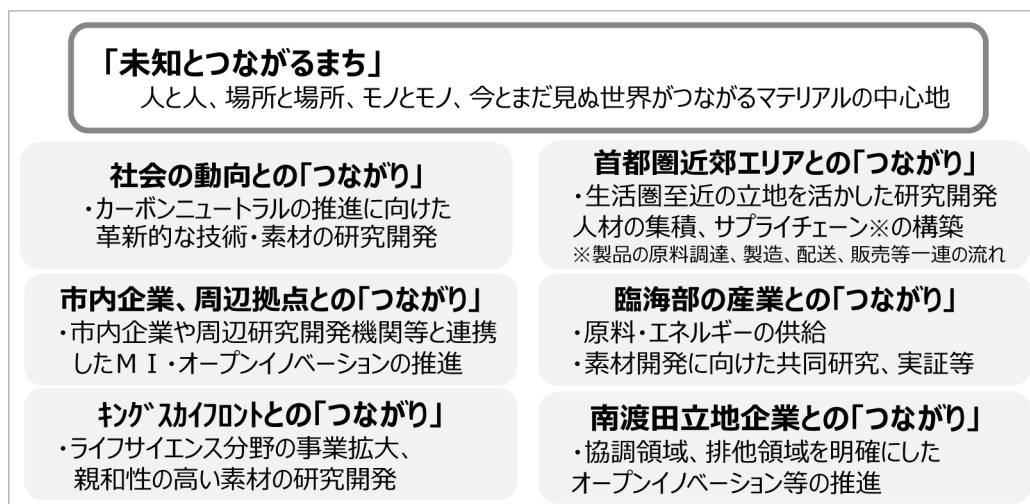 「未知とつながるまち」
人と人、場所と場所、モノとモノ、今とまだ見ぬ世界がつながるマテリアルの中心地
社会の動向との「つながり」
・カーボンニュートラルの推進に向けた
革新的な技術・素材の研究開発
首都圏近郊エリアとの「つながり」
・生活圏至近の立地を活かした研究開発
人材の集積、サプライチェーン※の構築
※製品の原料調達、製造、配送、販売等一連の流れ
市内企業、周辺拠点との「つながり」
・市内企業や周辺研究開発機関等と連携
したＭＩ・オープンイノベーションの推進
臨海部の産業との「つながり」
・原料・エネルギーの供給
・素材開発に向けた共同研究、実証等
ｷﾝｸﾞｽｶｲﾌﾛﾝﾄとの「つながり」
・ライフサイエンス分野の事業拡大、
親和性の高い素材の研究開発
南渡田立地企業との「つながり」
・協調領域、排他領域を明確にした
オープンイノベーション等の推進